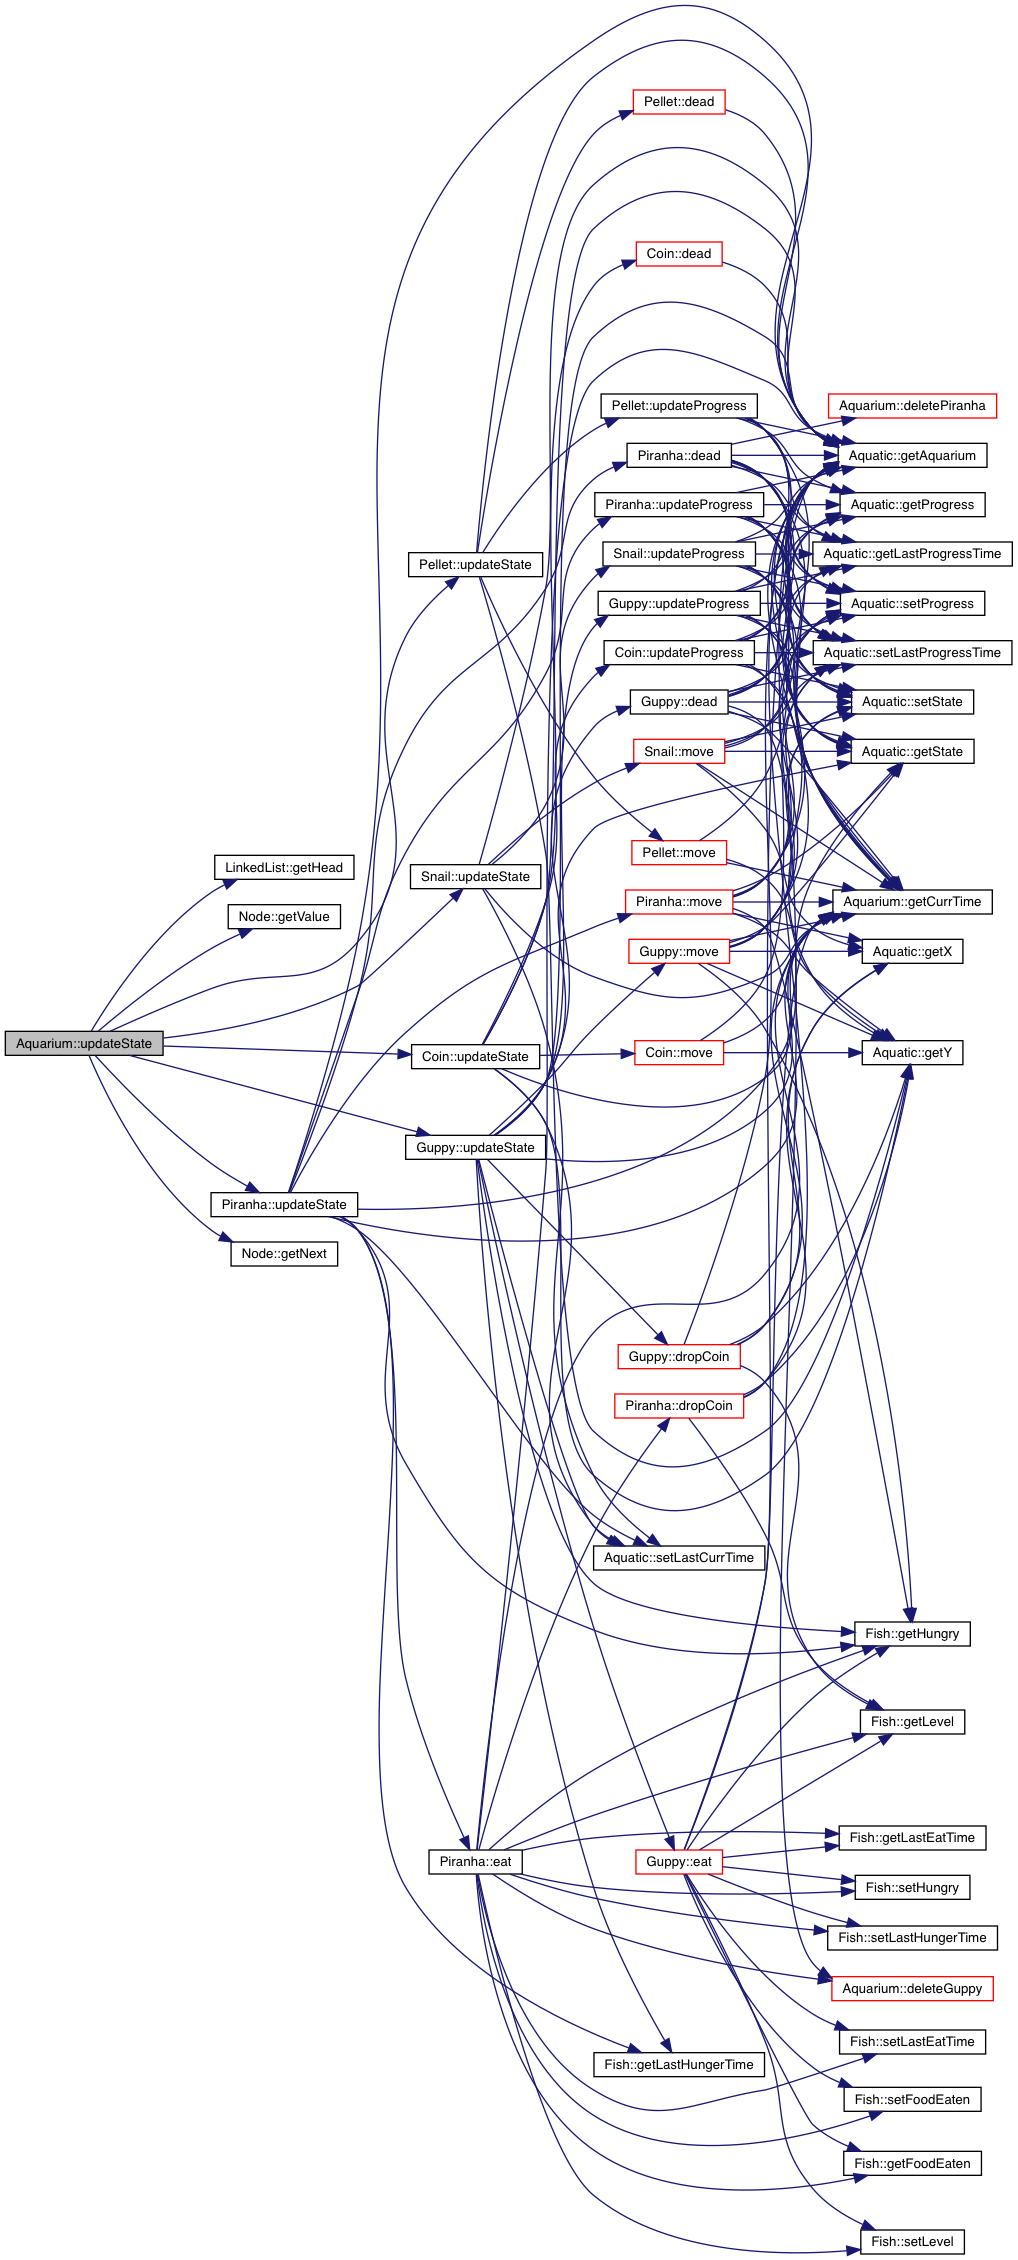 Pellet::dead
Coin::dead
Pellet::updateProgress
Aquarium::deletePiranha
Piranha::dead
Aquatic::getAquarium
Piranha::updateProgress
Aquatic::getProgress
Snail::updateProgress
Aquatic::getLastProgressTime
Pellet::updateState
Guppy::updateProgress
Aquatic::setProgress
Coin::updateProgress
Aquatic::setLastProgressTime
Guppy::dead
Aquatic::setState
Snail::move
Aquatic::getState
Pellet::move
LinkedList::getHead
Snail::updateState
Piranha::move
Aquarium::getCurrTime
Node::getValue
Guppy::move
Aquatic::getX
Aquarium::updateState
Coin::updateState
Coin::move
Aquatic::getY
Guppy::updateState
Piranha::updateState
Node::getNext
Guppy::dropCoin
Piranha::dropCoin
Aquatic::setLastCurrTime
Fish::getHungry
Fish::getLevel
Fish::getLastEatTime
Piranha::eat
Guppy::eat
Fish::setHungry
Fish::setLastHungerTime
Aquarium::deleteGuppy
Fish::setLastEatTime
Fish::getLastHungerTime
Fish::setFoodEaten
Fish::getFoodEaten
Fish::setLevel